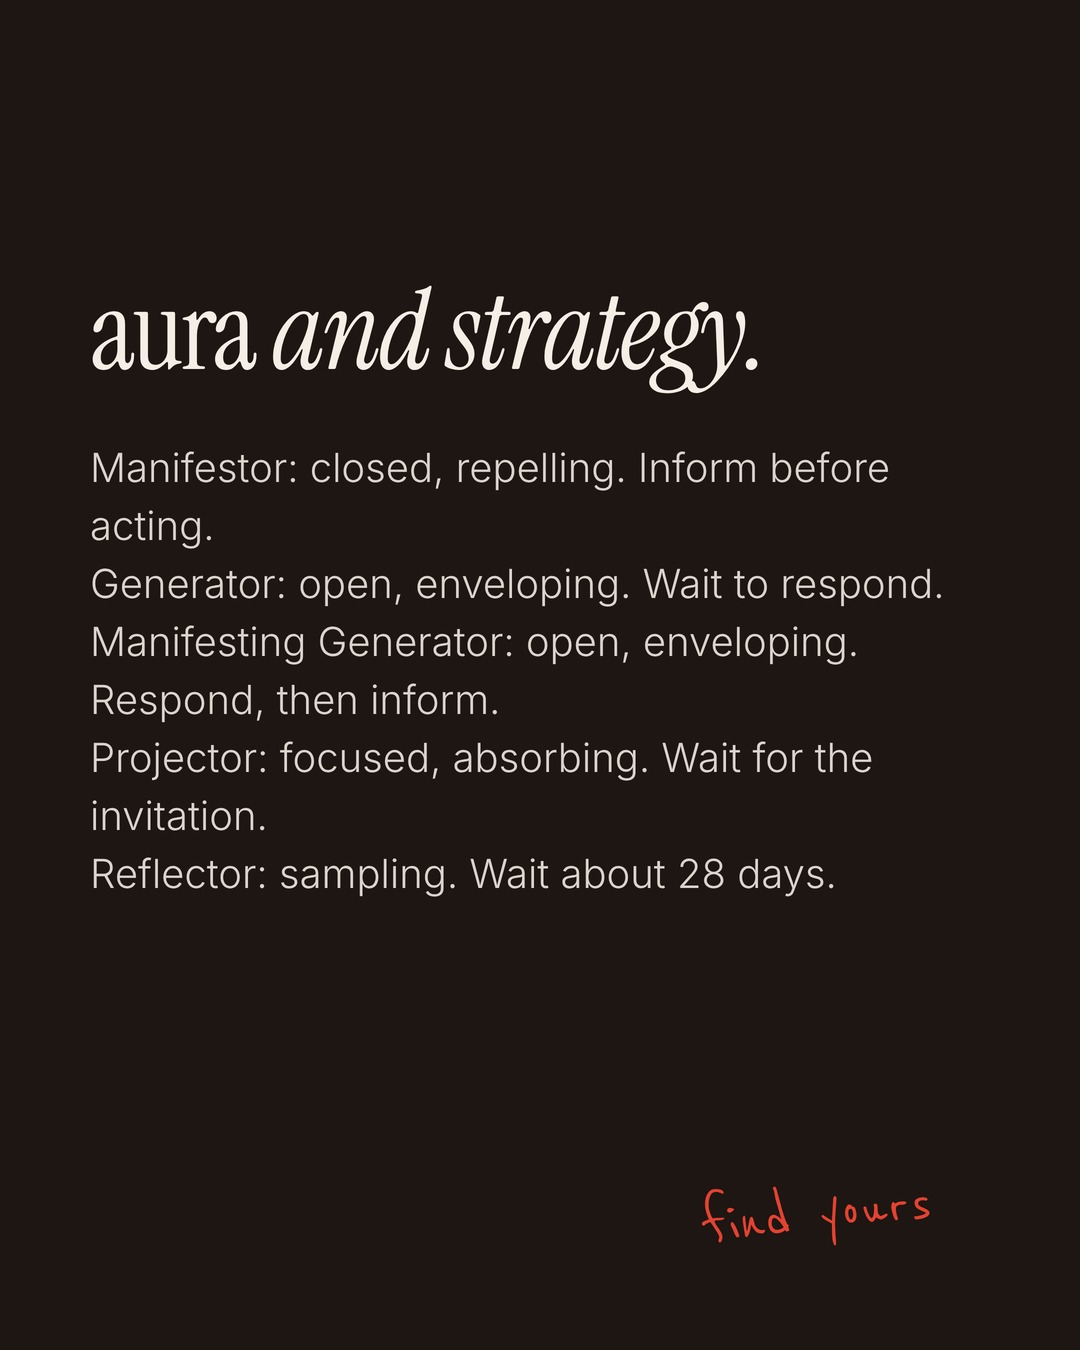 aura and strategy.
Manifestor: closed, repelling. Inform before
acting.
Generator: open, enveloping. Wait to respond.
Manifesting Generator: open, enveloping.
Respond, then inform.
Projector: focused, absorbing. Wait for the
invitation.
Reflector: sampling. Wait about 28 days.
find yours